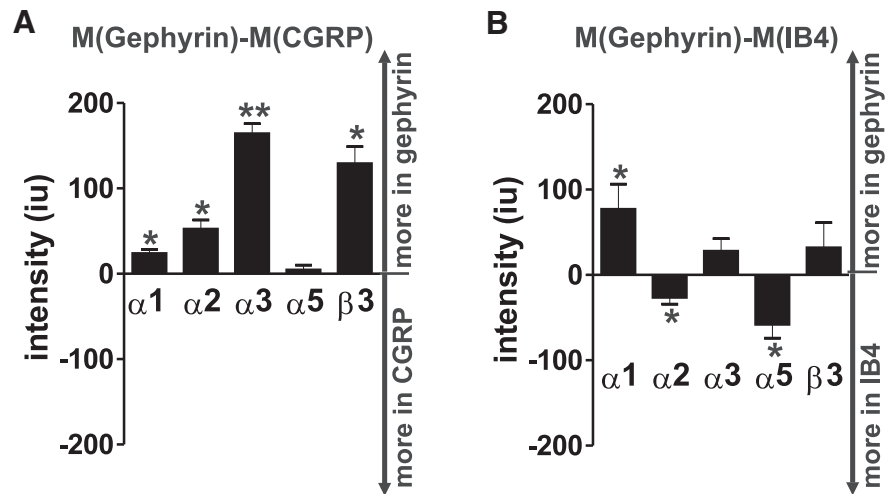 A
M(Gephyrin)-M(CGRP)
intensity (iu)
200
100
0
-100
-200
*
*
**
*
α1
α2
α3
α5
β3
more in gephyrin
more in CGRP
B
M(Gephyrin)-M(IB4)
intensity (iu)
200
100
0
-100
-200
*
*
*
α1
α2
α3
α5
β3
more in gephyrin
more in IB4